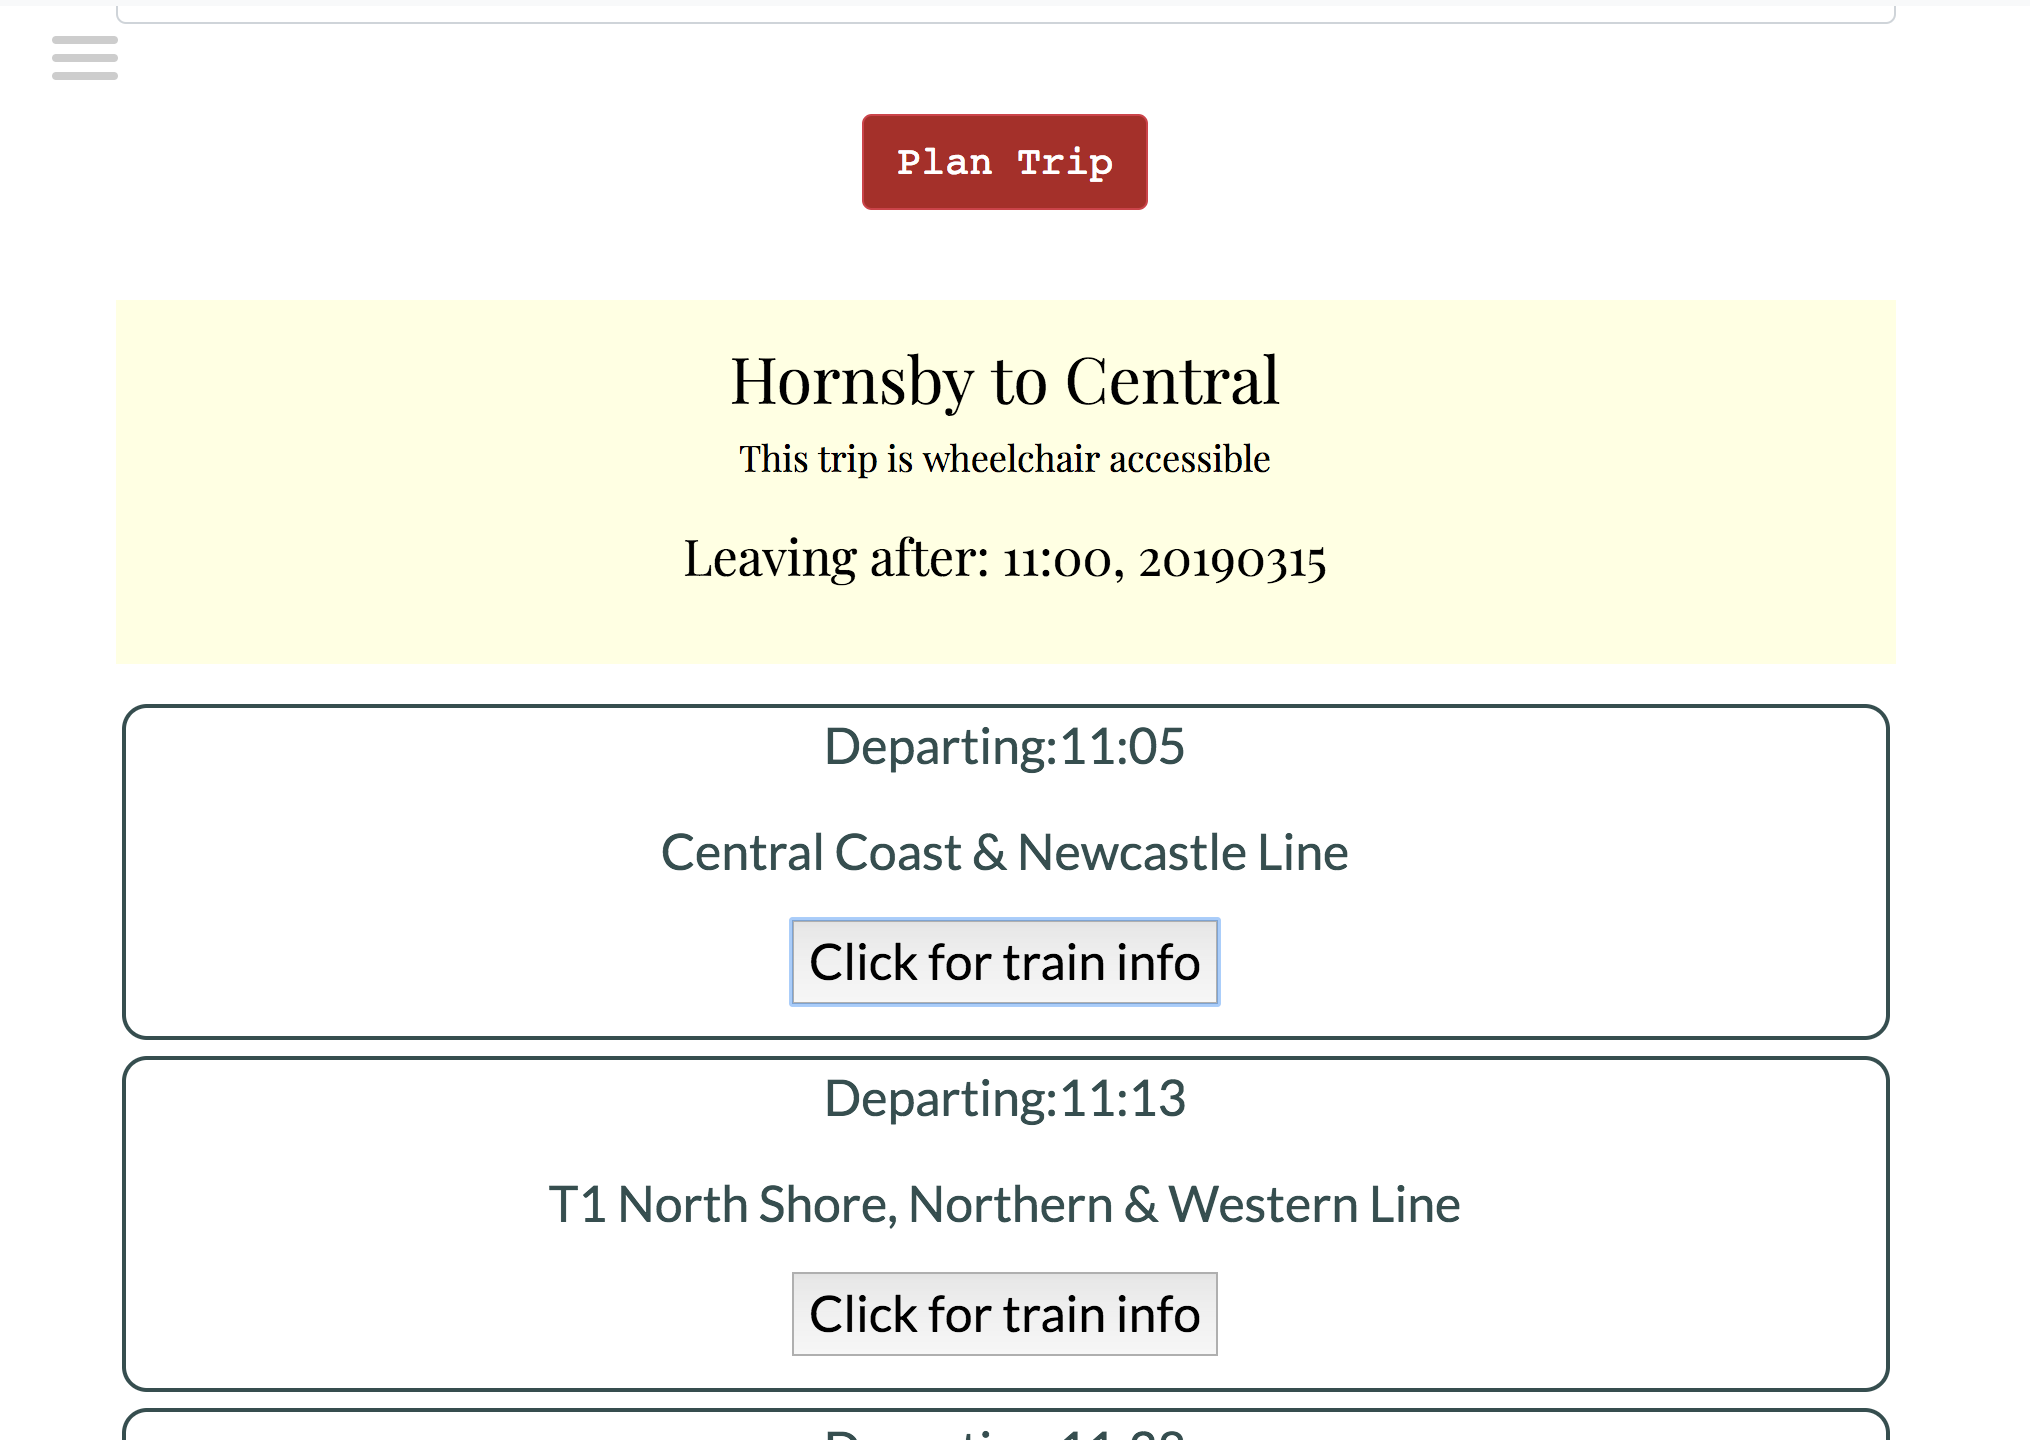 Plan Trip
Hornsby to Central
This trip is wheelchair accessible
Leaving after: 11:00, 20190315
Departing:11:05
Central Coast & Newcastle Line
Click for train info
Departing:11:13
T1 North Shore, Northern & Western Line
Click for train info